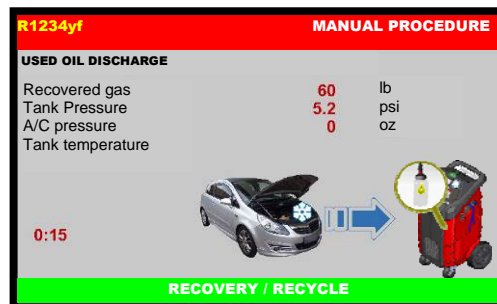 R1234yf MANUAL PROCEDURE
USED OIL DISCHARGE
Recovered gas 60 lb
Tank Pressure 5.2 psi
A/C pressure 0 oz
Tank temperature
0:15
RECOVERY / RECYCLE